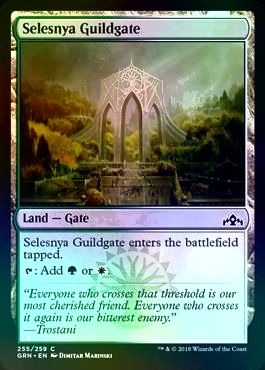 Selesnya Guildgate
Land — Gate
Selesnya Guildgate enters the battlefield
tapped.
: Add or .
"Everyone who crosses that threshold is our
most cherished friend. Everyone who crosses
it again is our bitterest enemy."
—Trostani
255/259 C
GRN • EN DIMITAR MARINSKI
™ & © 2018 Wizards of the Coast